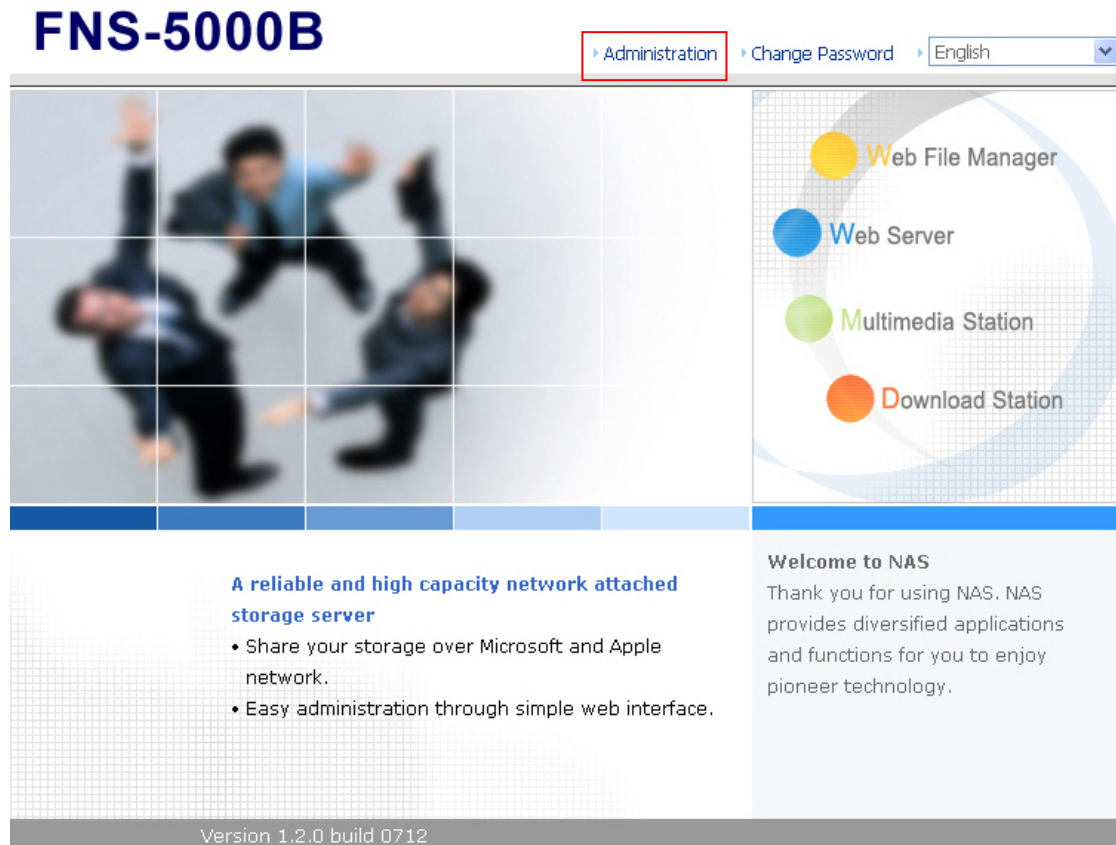 FNS-5000B
Administration
Change Password
English
Web File Manager
Web Server
Multimedia Station
Download Station
A reliable and high capacity network attached
storage server
• Share your storage over Microsoft and Apple
network.
• Easy administration through simple web interface.
Welcome to NAS
Thank you for using NAS. NAS
provides diversified applications
and functions for you to enjoy
pioneer technology.
Version 1.2.0 build 0712